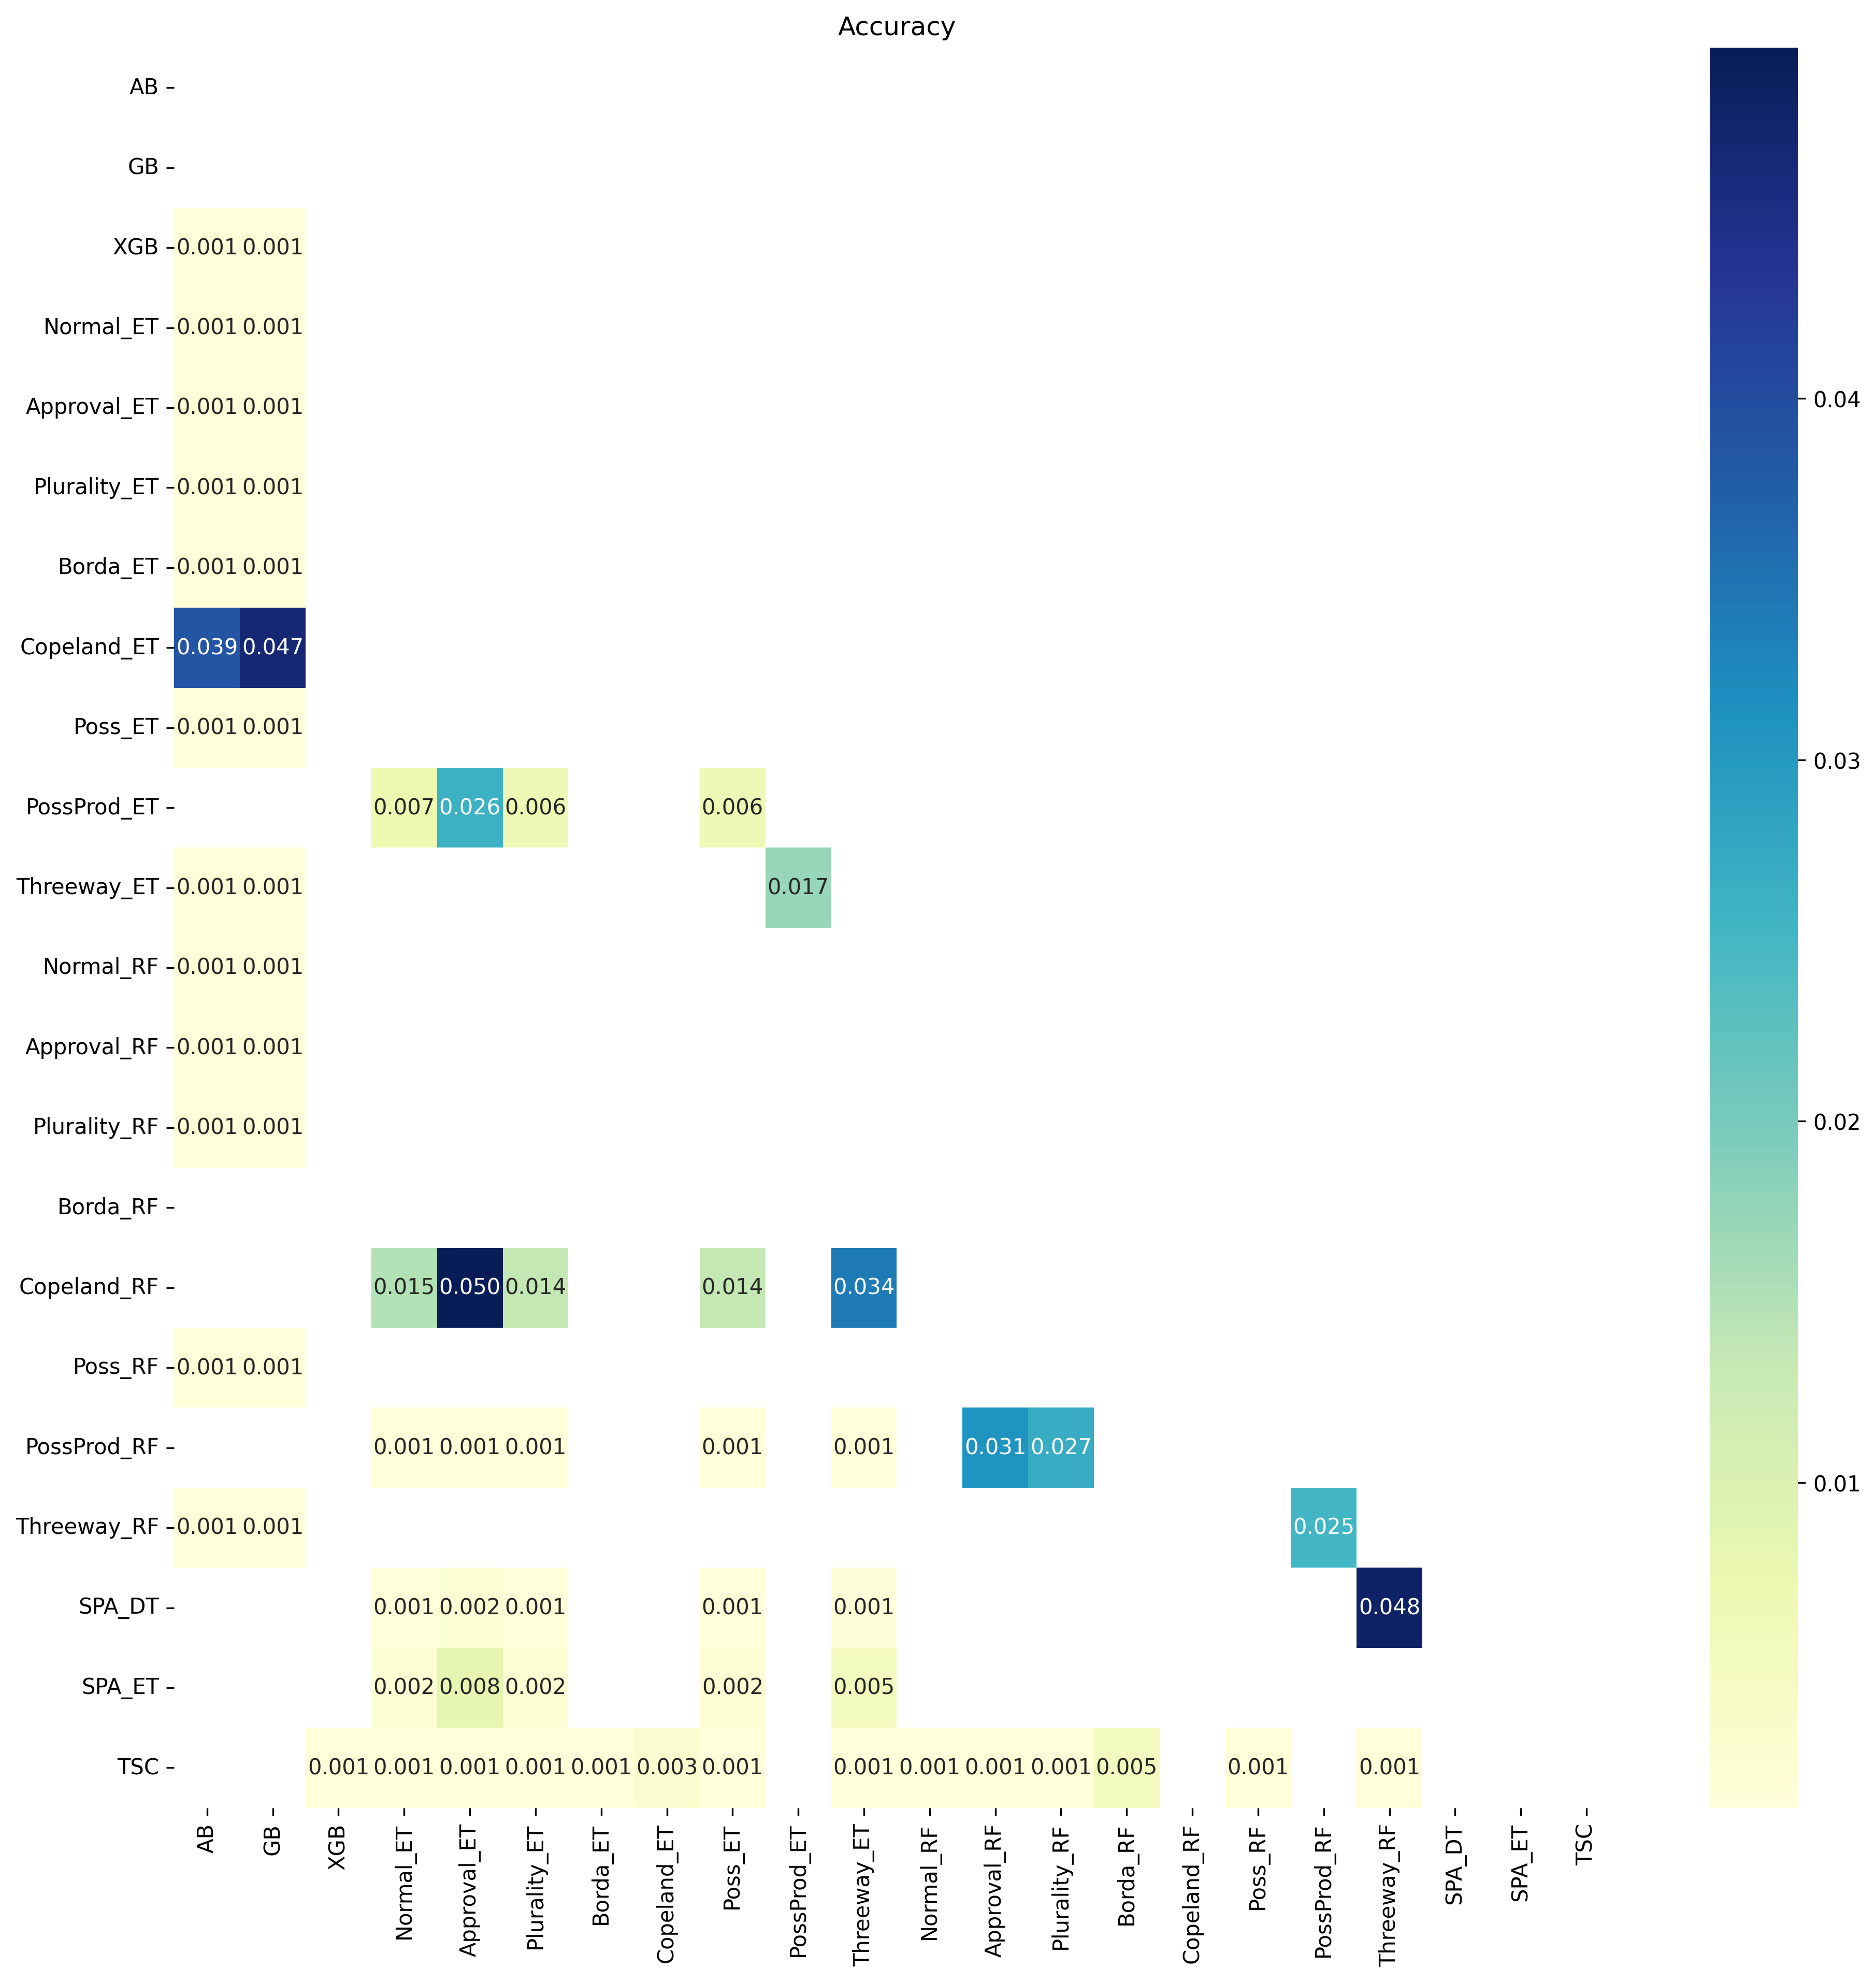 Accuracy
AB
GB
XGB 0.001 0.001
Normal_ET 0.001 0.001
Approval_ET 0.001 0.001
Plurality_ET 0.001 0.001
Borda_ET 0.001 0.001
Copeland_ET 0.039 0.047
Poss_ET 0.001 0.001
PossProd_ET 0.007 0.026 0.006 0.006
Threeway_ET 0.001 0.001 0.017
Normal_RF 0.001 0.001
Approval_RF 0.001 0.001
Plurality_RF 0.001 0.001
Borda_RF
Copeland_RF 0.015 0.050 0.014 0.014 0.034
Poss_RF 0.001 0.001
PossProd_RF 0.001 0.001 0.001 0.001 0.001 0.031 0.027
Threeway_RF 0.001 0.001 0.025
SPA_DT 0.001 0.002 0.001 0.001 0.001 0.048
SPA_ET 0.002 0.008 0.002 0.002 0.005
TSC 0.001 0.001 0.001 0.001 0.001 0.003 0.001 0.001 0.001 0.001 0.001 0.005 0.001 0.001
AB
GB
XGB
Normal_ET
Approval_ET
Plurality_ET
Borda_ET
Copeland_ET
Poss_ET
PossProd_ET
Threeway_ET
Normal_RF
Approval_RF
Plurality_RF
Borda_RF
Copeland_RF
Poss_RF
PossProd_RF
Threeway_RF
SPA_DT
SPA_ET
TSC
0.04
0.03
0.02
0.01